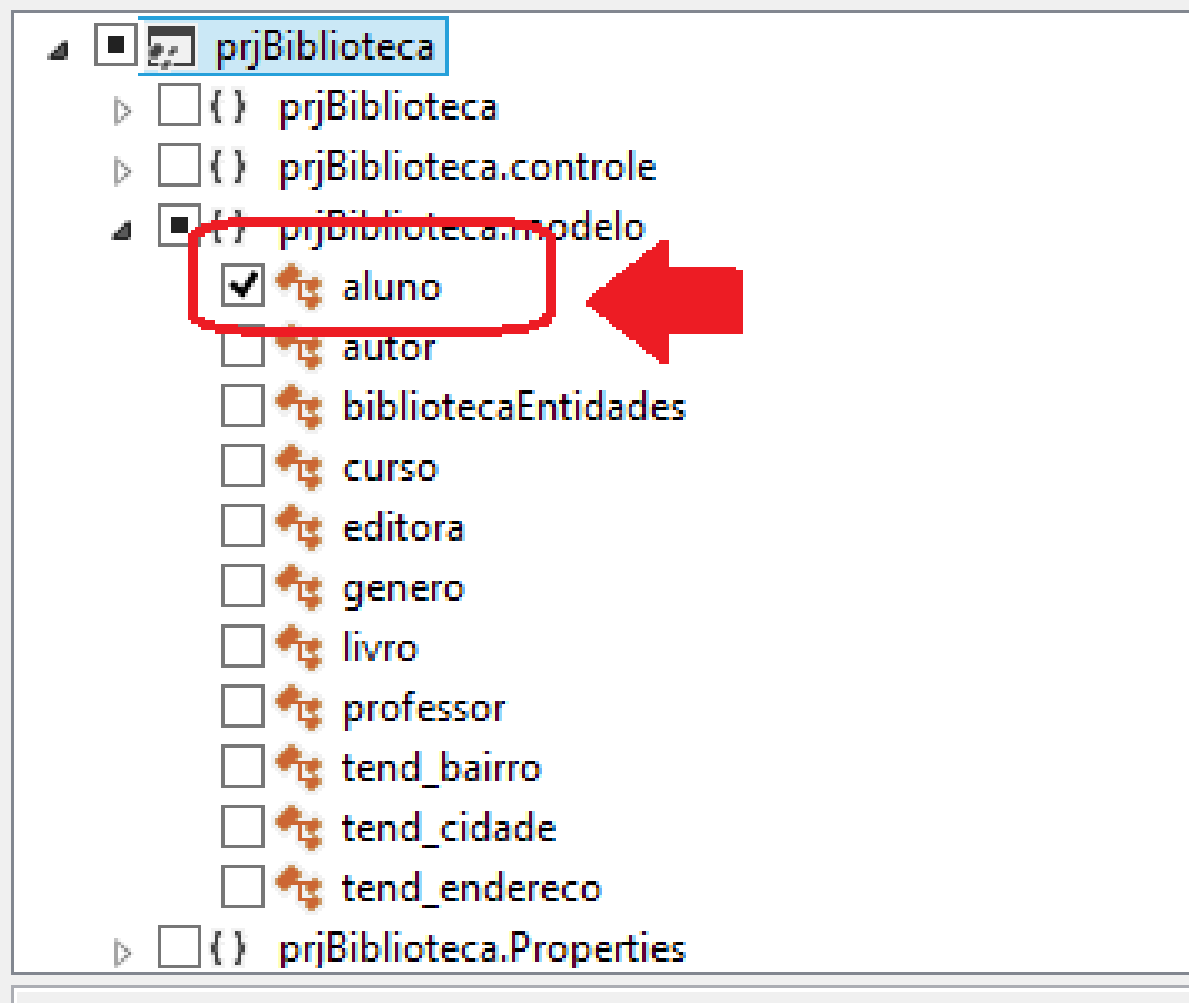 prjBiblioteca
{ } prjBiblioteca
{ } prjBiblioteca.controle
{ } prjBiblioteca.modelo
aluno
autor
bibliotecaEntidades
curso
editora
genero
livro
professor
tend_bairro
tend_cidade
tend_endereco
{ } prjBiblioteca.Properties